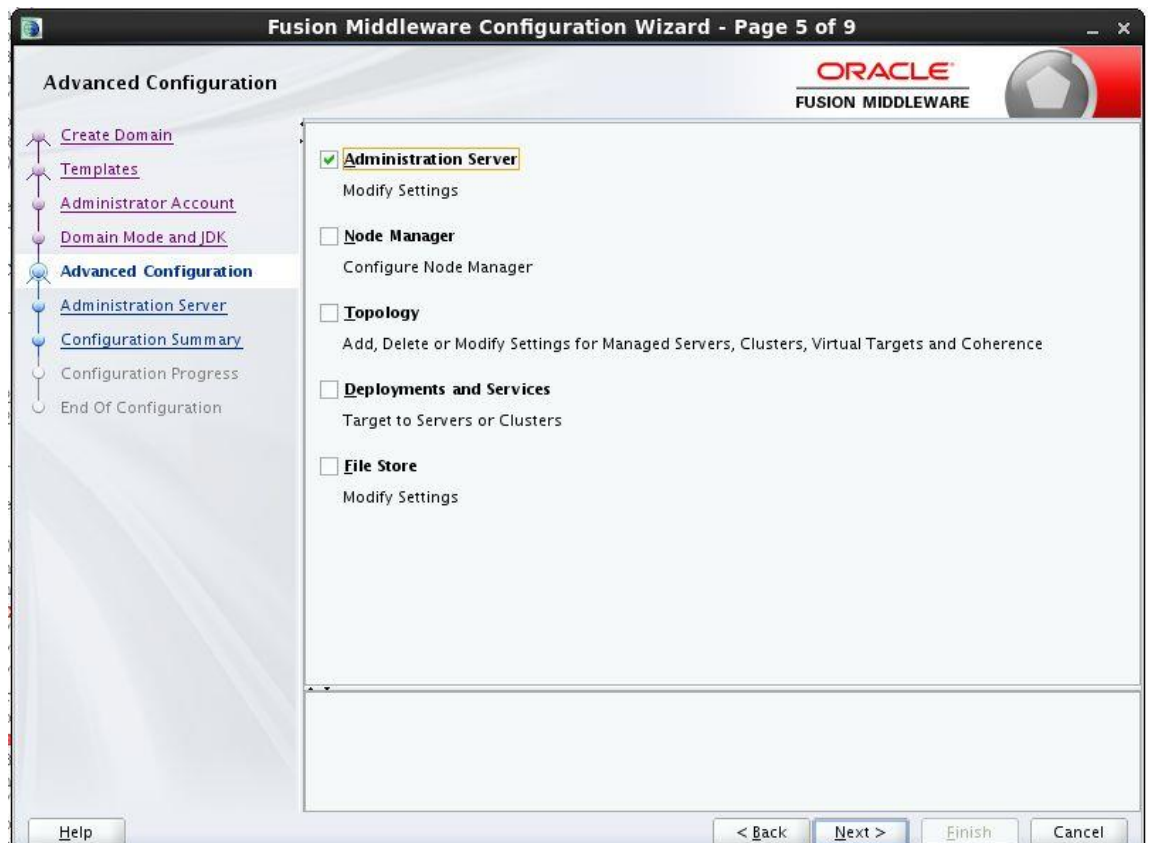 Fusion Middleware Configuration Wizard - Page 5 of 9
Advanced Configuration
ORACLE
FUSION MIDDLEWARE
Create Domain
Templates
Administrator Account
Domain Mode and JDK
Advanced Configuration
Administration Server
Configuration Summary
Configuration Progress
End Of Configuration
Administration Server
Modify Settings
Node Manager
Configure Node Manager
Topology
Add, Delete or Modify Settings for Managed Servers, Clusters, Virtual Targets and Coherence
Deployments and Services
Target to Servers or Clusters
File Store
Modify Settings
Help
< Back
Next >
Finish
Cancel